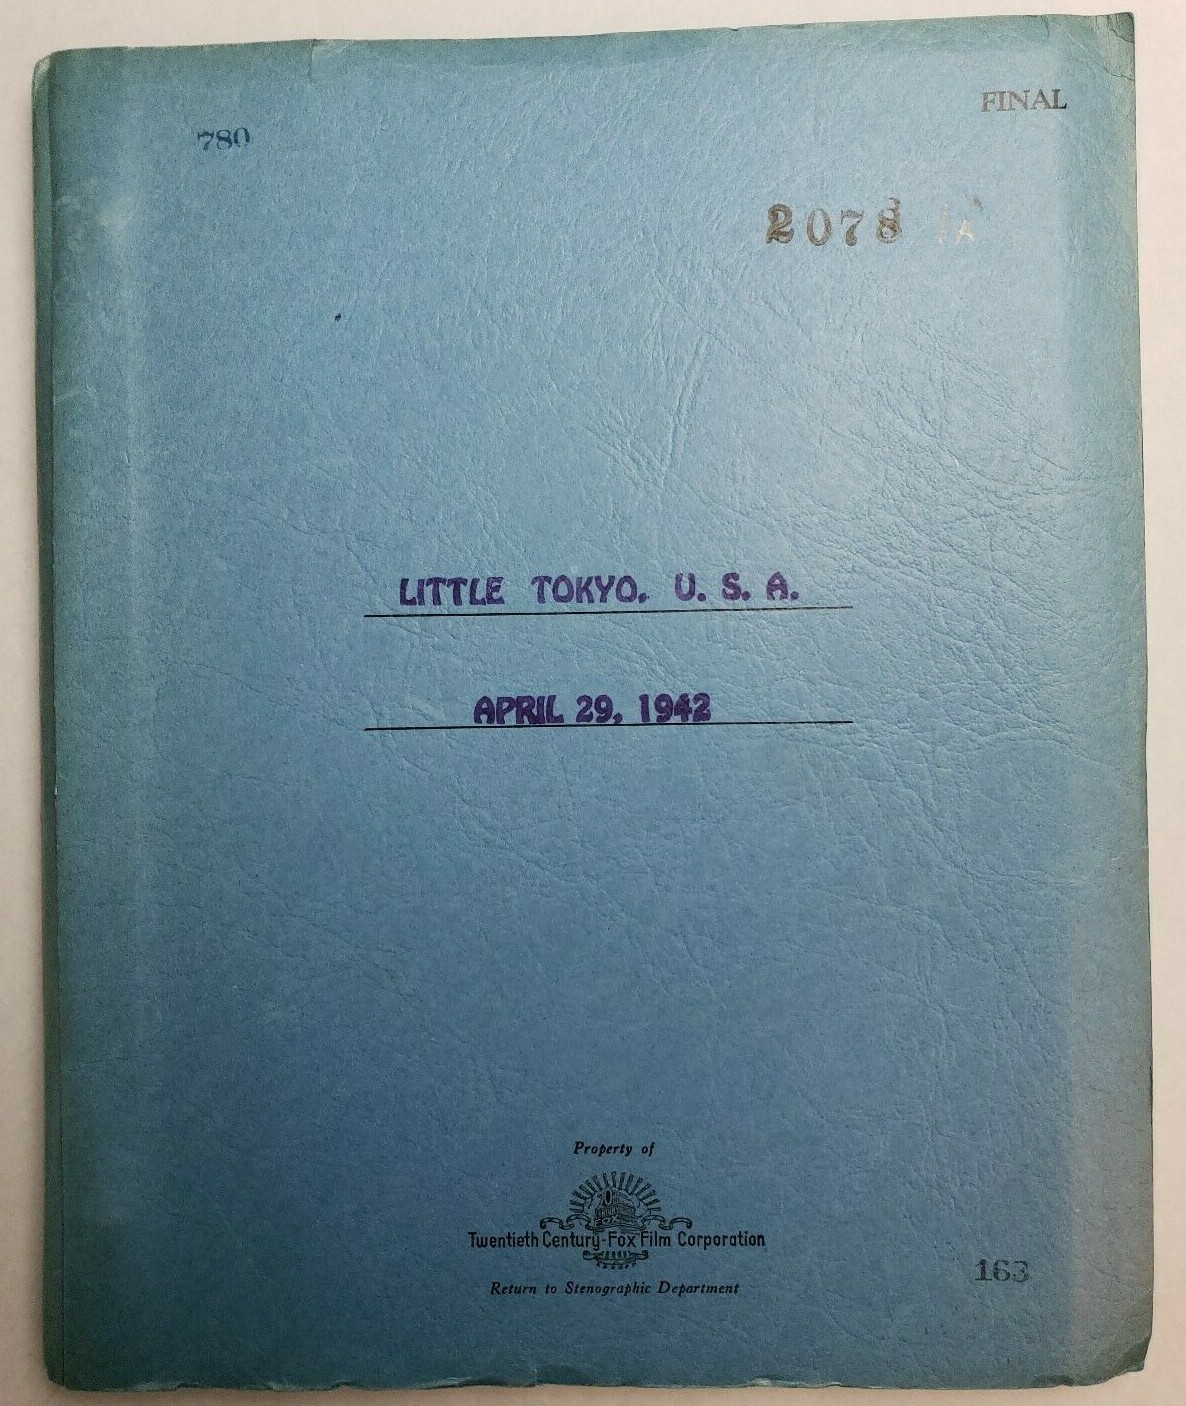 FINAL
780
2078
LITTLE TOKYO. U. S. A.
APRIL 29, 1942
Property of
20
Twentieth Century-Fox Film Corporation
Return to Stenographic Department
163